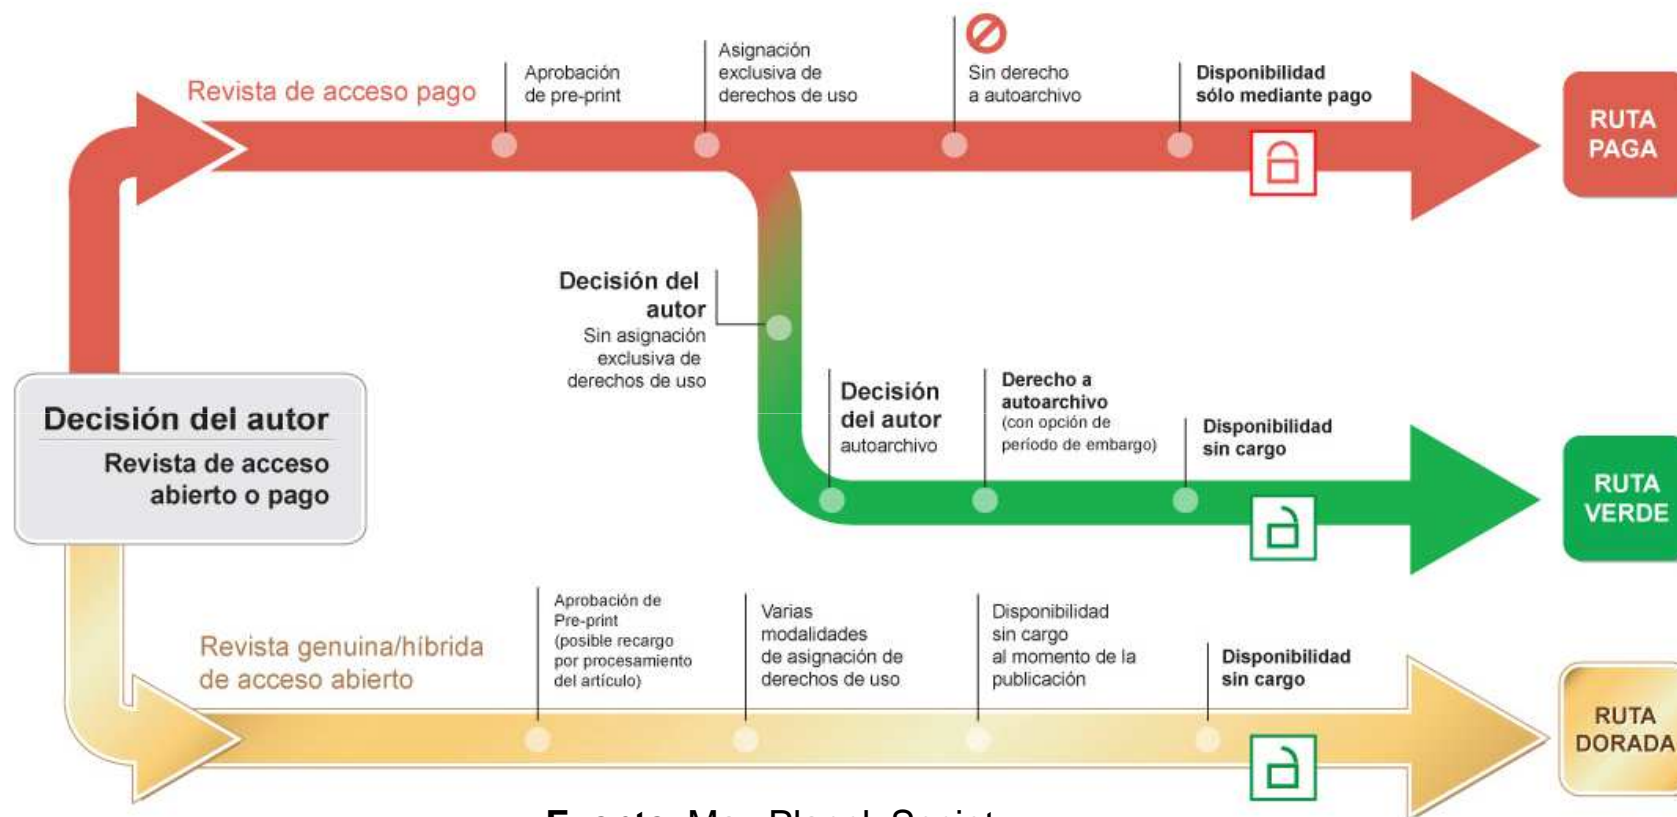 Revista de acceso pago
Aprobación
de pre-print
Asignación
exclusiva de
derechos de uso
Sin derecho
a autoarchivo
Disponibilidad
sólo mediante pago
RUTA
PAGA
Decisión del
autor
Sin asignación
exclusiva de
derechos de uso
Decisión del autor
Revista de acceso
abierto o pago
Decisión
del autor
autoarchivo
Derecho a
autoarchivo
(con opción de
período de embargo)
Disponibilidad
sin cargo
RUTA
VERDE
Revista genuina/híbrida
de acceso abierto
Aprobación de
Pre-print
(posible recargo
por procesamiento
del artículo)
Varias
modalidades
de asignación de
derechos de uso
Disponibilidad
sin cargo
al momento de la
publicación
Disponibilidad
sin cargo
RUTA
DORADA